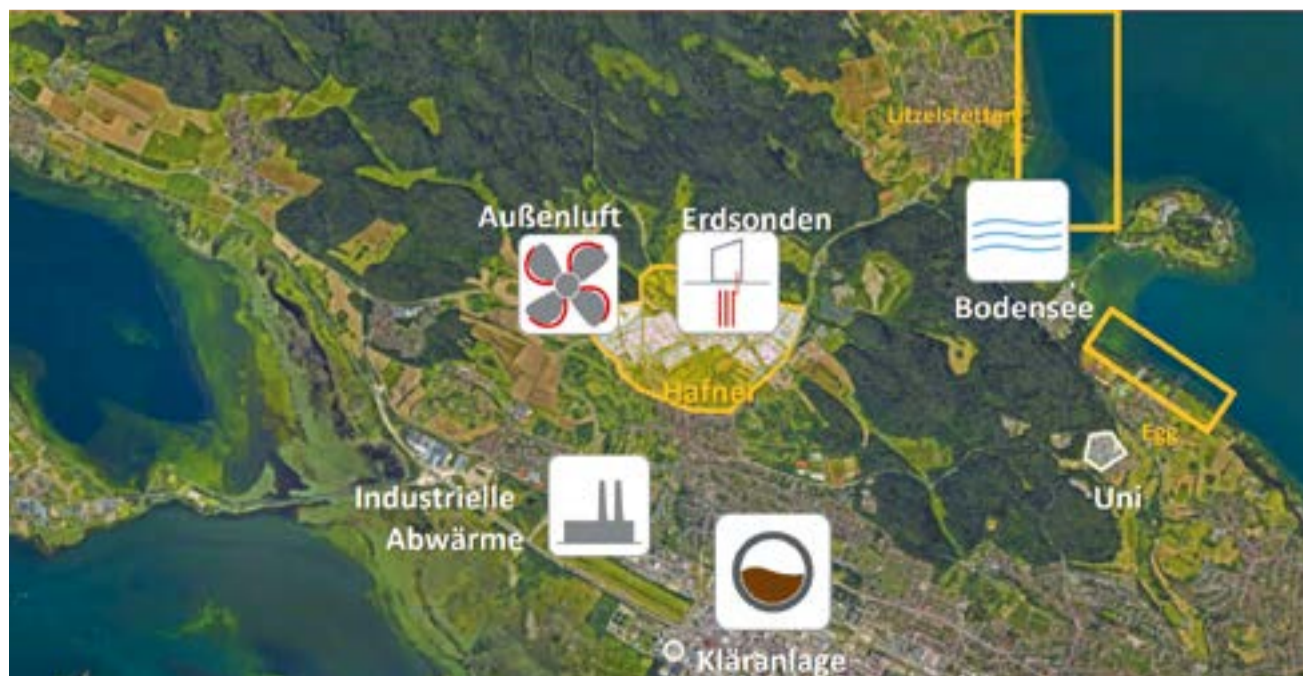 Litzelstetten
Außenluft
Erdsonden
Bodensee
Hafner
Egg
Uni
Industrielle
Abwärme
Kläranlage